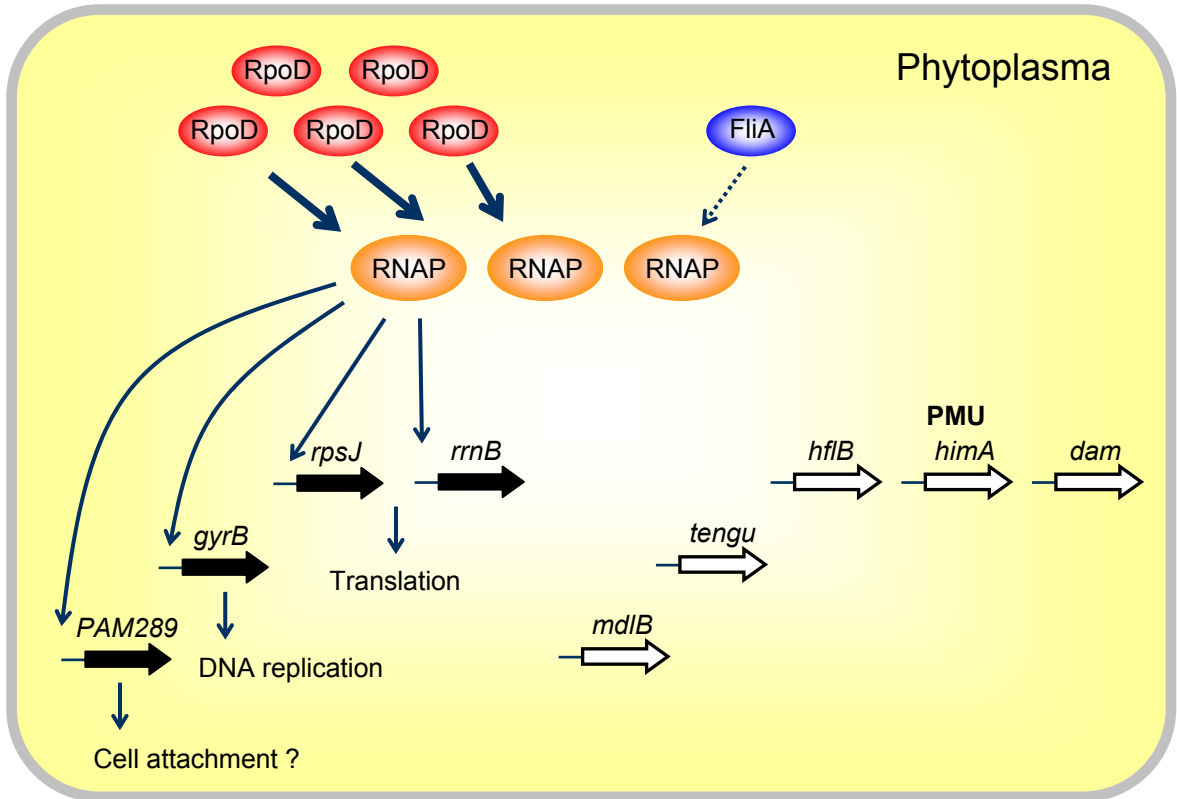 Phytoplasma
RpoD
RpoD
RpoD
RpoD
RpoD
FliA
RNAP
RNAP
RNAP
PMU
rpsJ
rrnB
hflB
himA
dam
gyrB
tengu
Translation
PAM289
mdlB
DNA replication
Cell attachment ?